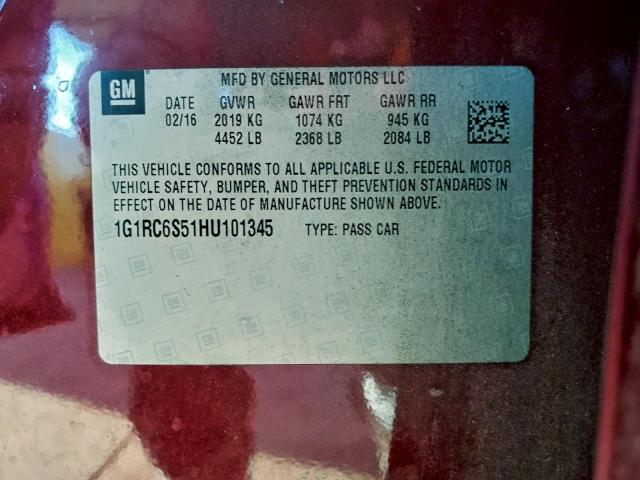 GM
MFD BY GENERAL MOTORS LLC
DATE GVWR GAWR FRT GAWR RR
02/16 2019 KG 1074 KG 945 KG
4452 LB 2368 LB 2084 LB
THIS VEHICLE CONFORMS TO ALL APPLICABLE U.S. FEDERAL MOTOR
VEHICLE SAFETY, BUMPER, AND THEFT PREVENTION STANDARDS IN
EFFECT ON THE DATE OF MANUFACTURE SHOWN ABOVE.
1G1RC6S51HU101345 TYPE: PASS CAR